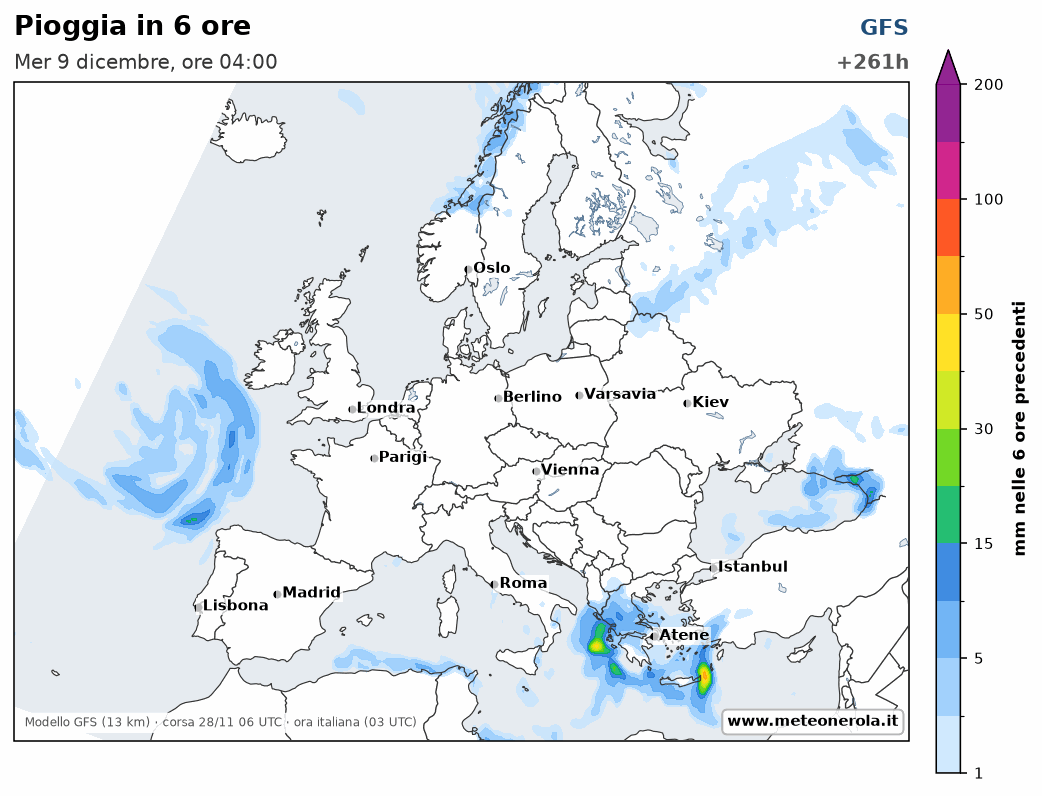 Pioggia in 6 ore
GFS
Mer 9 dicembre, ore 04:00
+261h
Oslo
Londra
Berlino
Varsavia
Kiev
Parigi
Vienna
Istanbul
Roma
Madrid
Lisbona
Atene
Modello GFS (13 km) · corsa 28/11 06 UTC · ora italiana (03 UTC)
www.meteonerola.it
200
100
50
30
15
5
1
mm nelle 6 ore precedenti